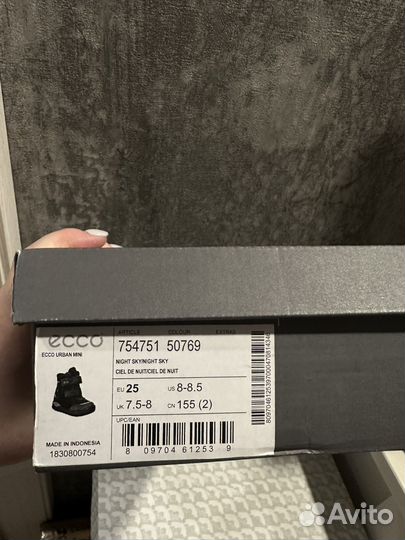 ecco
ECCO URBAN MINI
ARTICLE COLOUR EXTRAS
754751 50769
NIGHT SKY/NIGHT SKY
CIEL DE NUIT/CIEL DE NUIT
EU 25 US 8-8.5
UK 7.5-8 CN 155 (2)
UPC/EAN
8 09704 61253 9
MADE IN INDONESIA
1830800754
Avito